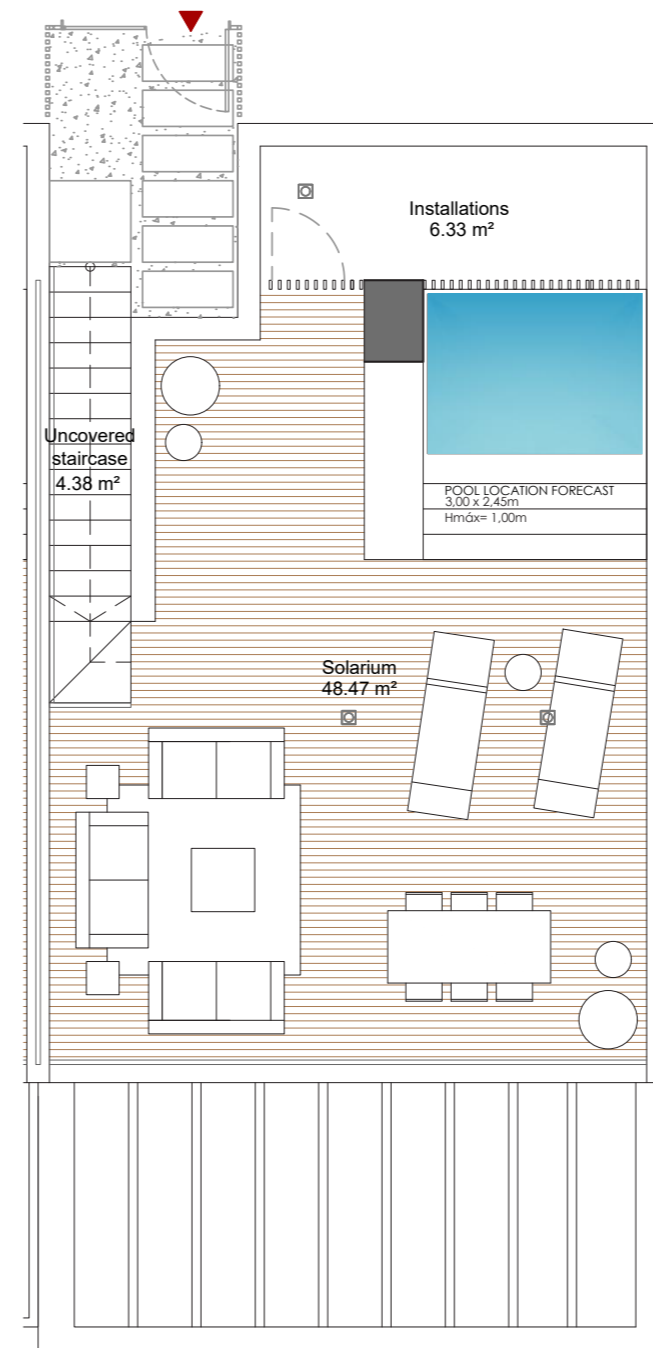 Installations
6.33 m²
Uncovered
staircase
4.38 m²
POOL LOCATION FORECAST
3,00 x 2,45m
Hmáx= 1,00m
Solarium
48.47 m²